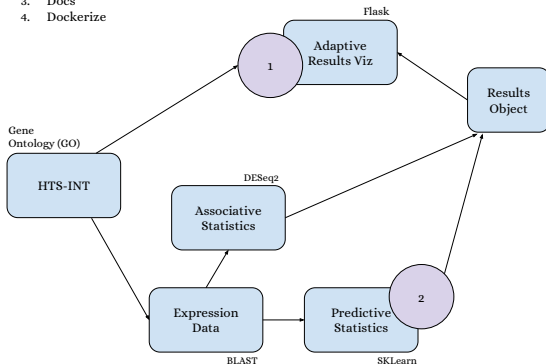 3. Docs
4. Dockerize
Flask
1
Adaptive
Results Viz
Results
Object
Gene
Ontology (GO)
HTS-INT
DESeq2
Associative
Statistics
Expression
Data
Predictive
Statistics
2
BLAST
SKLearn